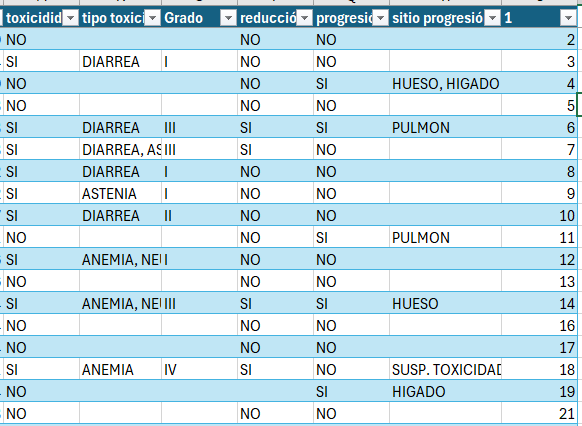 toxicidid tipo toxici Grado reducció progresió sitio progresió 1
NO NO NO 2
SI DIARREA I NO NO 3
NO NO SI HUESO, HIGADO 4
NO NO NO 5
SI DIARREA III SI SI PULMON 6
SI DIARREA, AS III SI NO 7
SI DIARREA I NO NO 8
SI ASTENIA I NO NO 9
SI DIARREA II NO NO 10
NO NO SI PULMON 11
SI ANEMIA, NEU I NO NO 12
NO NO NO 13
SI ANEMIA, NEU III SI SI HUESO 14
NO NO NO 16
NO NO NO 17
SI ANEMIA IV SI NO SUSP. TOXICIDAD 18
NO SI HIGADO 19
NO NO NO 21